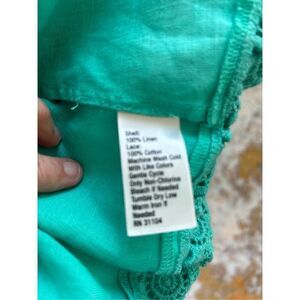 Shell:
100% Linen
Lace:
100% Cotton
Machine Wash Cold
With Like Colors
Gentle Cycle
Only Non-Chlorine
Bleach If Needed
Tumble Dry Low
Warm Iron If
Needed
RN 31104